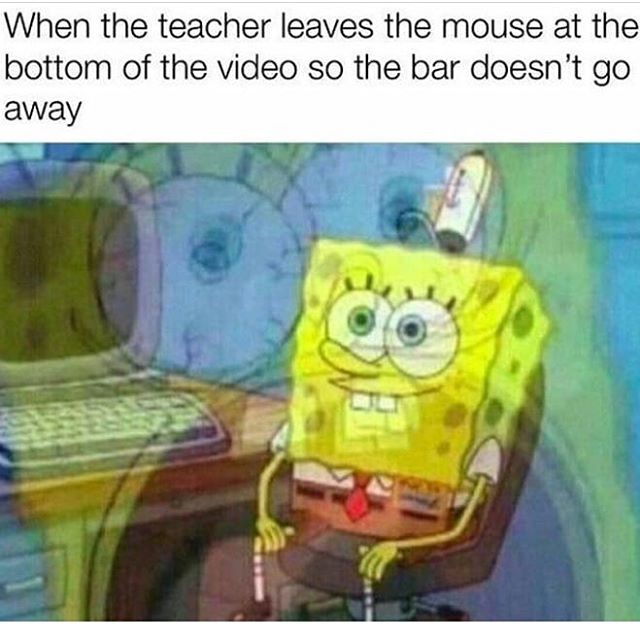 When the teacher leaves the mouse at the
bottom of the video so the bar doesn't go
away